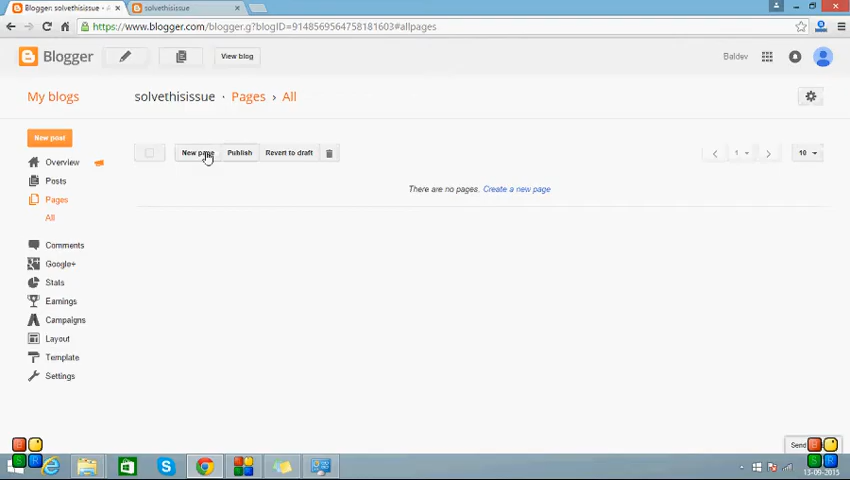 Blogger: solvethisissue - A
solvethisissue
https://www.blogger.com/blogger.g?blogID=9148569564758181603#allpages
Blogger
View blog
Baldev
My blogs
solvethisissue · Pages › All
New post
New page
Publish
Revert to draft
1
10
Overview
There are no pages. Create a new page
Posts
Pages
All
Comments
Google+
Stats
Earnings
Campaigns
Layout
Template
Settings
Send
13-09-2015